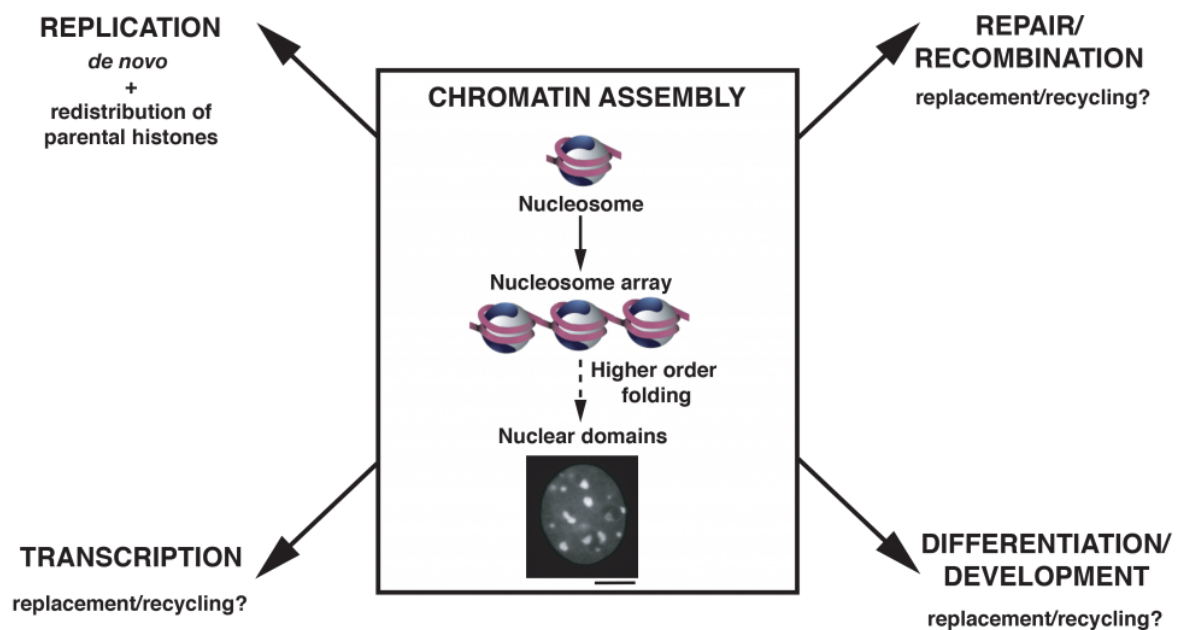 REPLICATION
de novo
+
redistribution of
parental histones
REPAIR/
RECOMBINATION
replacement/recycling?
CHROMATIN ASSEMBLY
Nucleosome
Nucleosome array
Higher order
folding
Nuclear domains
TRANSCRIPTION
replacement/recycling?
DIFFERENTIATION/
DEVELOPMENT
replacement/recycling?